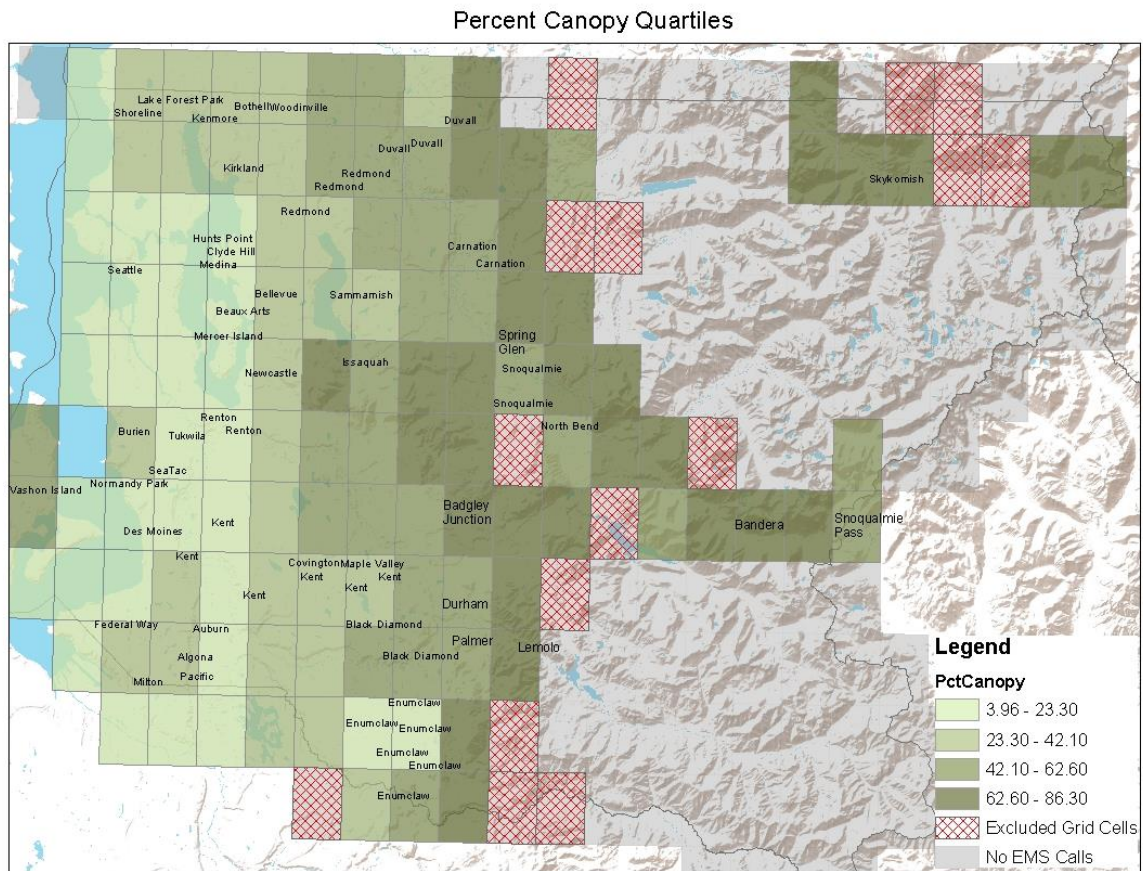 Percent Canopy Quartiles
Lake Forest Park
Bothell
Woodinville
Shoreline
Kenmore
Duvall
Duvall
Duvall
Kirkland
Redmond
Redmond
Skykomish
Redmond
Hunts Point
Clyde Hill
Medina
Carnation
Carnation
Seattle
Bellevue
Sammamish
Beaux Arts
Mercer Island
Spring
Glen
Issaquah
Snoqualmie
Newcastle
Snoqualmie
Renton
North Bend
Burien
Tukwila
Renton
SeaTac
Normandy Park
Vashon Island
Badgley
Junction
Des Moines
Kent
Bandera
Snoqualmie
Pass
Kent
Covington
Maple Valley
Kent
Kent
Kent
Kent
Durham
Federal Way
Auburn
Black Diamond
Palmer
Lemolo
Algona
Black Diamond
Pacific
Milton
Enumclaw
Enumclaw
Enumclaw
Enumclaw
Enumclaw
Enumclaw
Legend
PctCanopy
3.96 - 23.30
23.30 - 42.10
42.10 - 62.60
62.60 - 86.30
Excluded Grid Cells
No EMS Calls